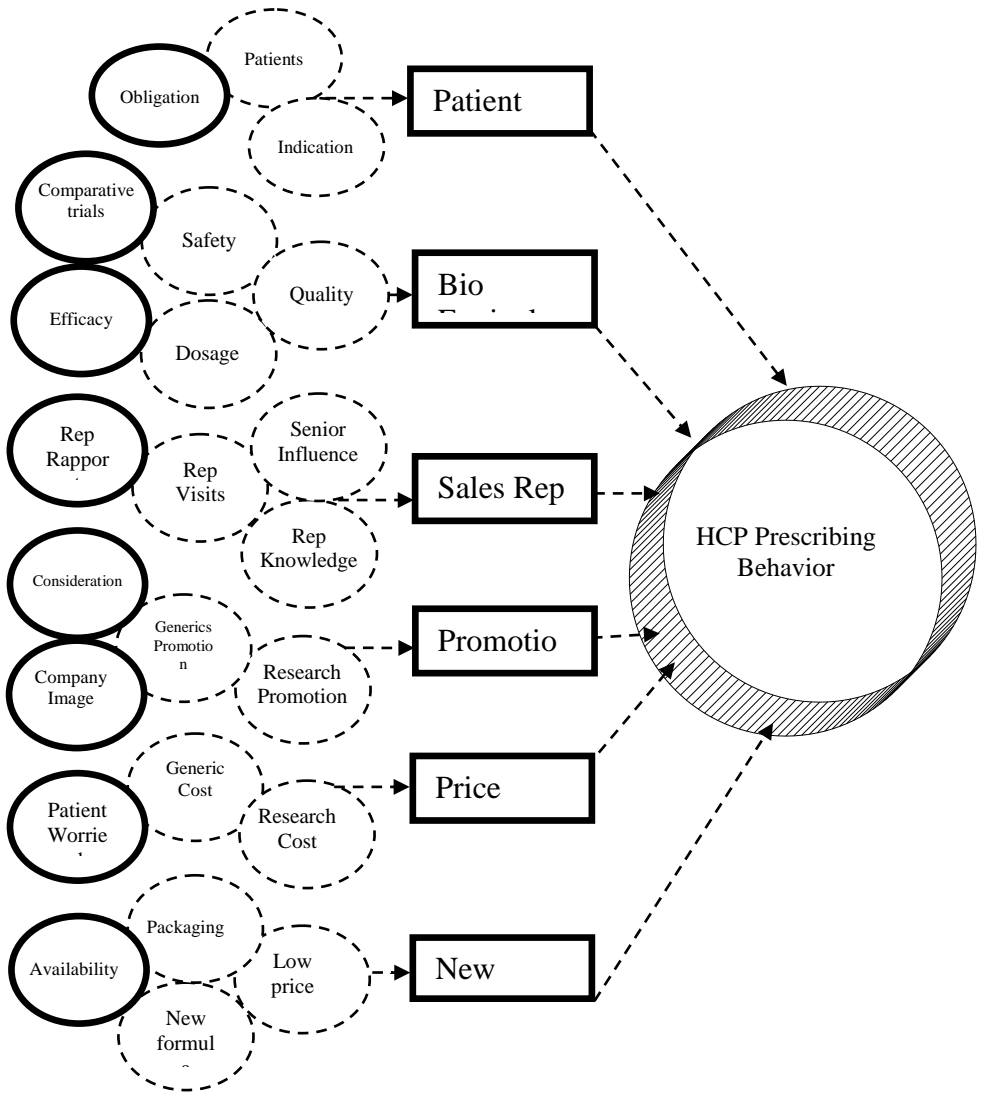 Patients
Obligation
Indication
Patient
Comparative
trials
Safety
Efficacy
Quality
Dosage
Bio
Rep
Rappor
Rep
Visits
Senior
Influence
Rep
Knowledge
Sales Rep
Consideration
Generics
Promotio
n
Company
Image
Research
Promotion
Promotio
Generic
Cost
Patient
Worrie
Research
Cost
Price
Packaging
Availability
Low
price
New
formul
New
HCP Prescribing
Behavior